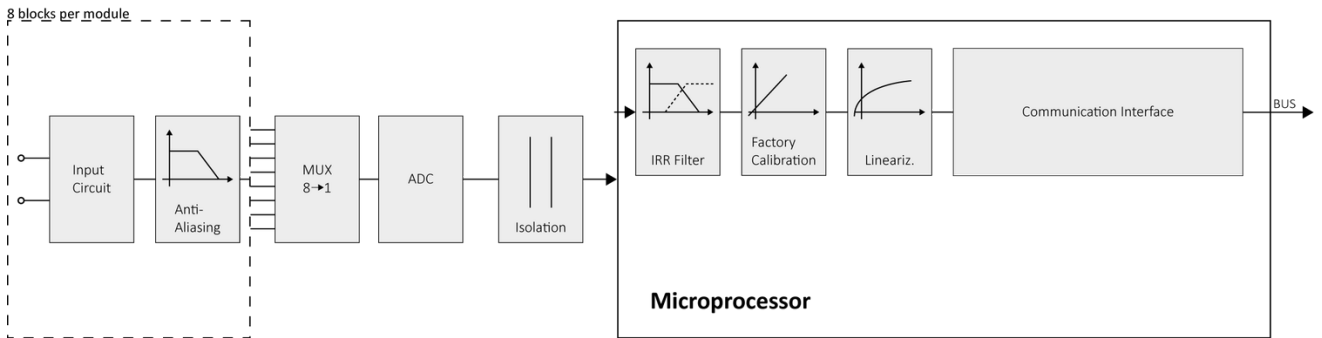 8 blocks per module
Input
Circuit
Anti-
Aliasing
MUX
8→1
ADC
Isolation
IRR Filter
Factory
Calibration
Lineariz.
Communication Interface
BUS
Microprocessor